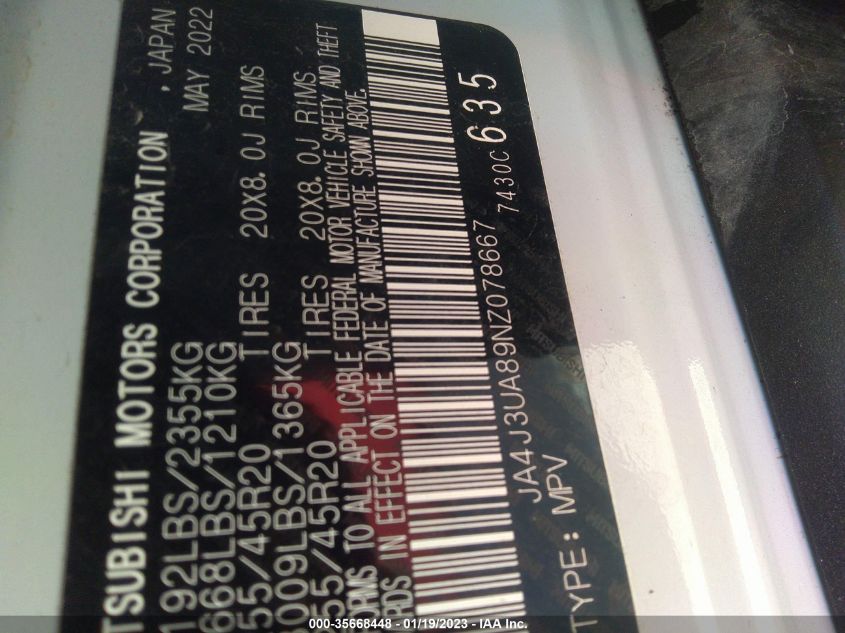 TSUBISHI MOTORS CORPORATION , JAPAN
192LBS/2355KG MAY 2022
668LBS/1210KG
55/45R20 TIRES 20X8.0J RIMS
009LBS/1365KG
55/45R20 TIRES 20X8.0J RIMS
ORMS TO ALL APPLICABLE FEDERAL MOTOR VEHICLE SAFETY AND THEFT
RDS IN EFFECT ON THE DATE OF MANUFACTURE SHOWN ABOVE.
JA4J3UA89NZ078667 7430C 635
TYPE: MPV
000-35668448 - 01/19/2023 - IAA Inc.